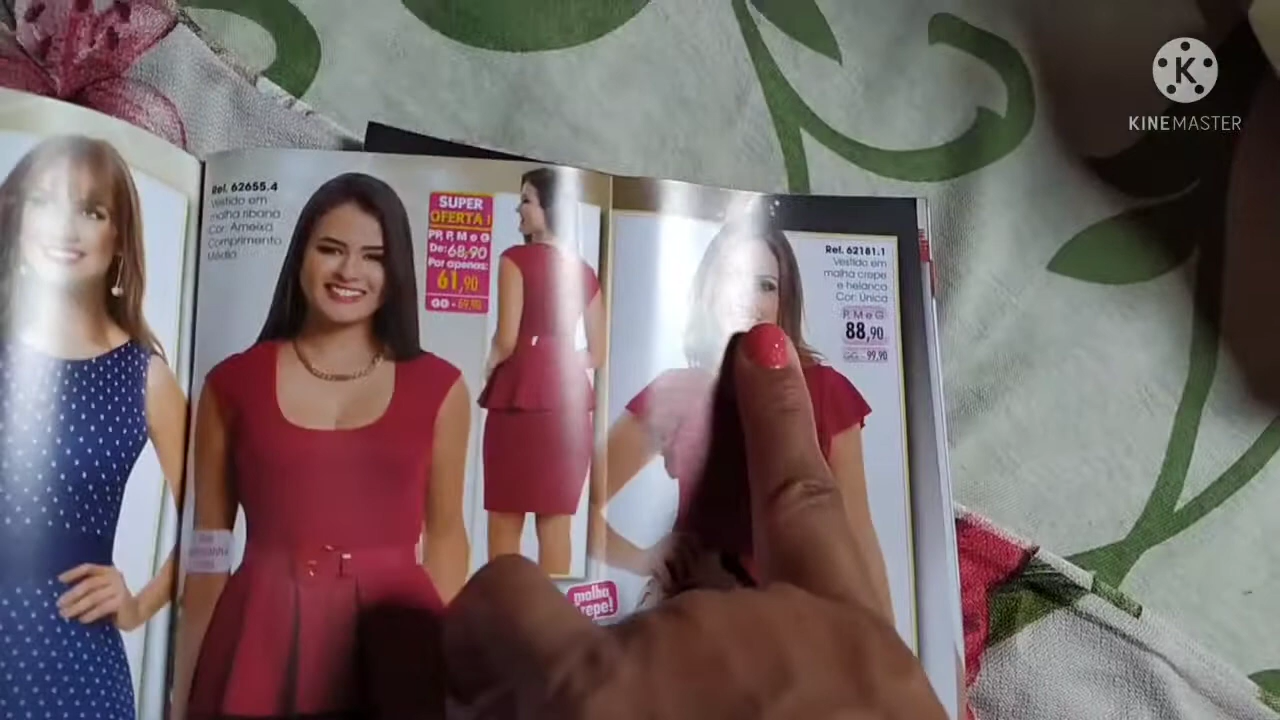 KINEMASTER
Ref. 62655.4
Vestido em
malha ribana
Cor: Ameixa
Comprimento
Médio
SUPER
OFERTA!
PP, P, M e G
De: 68,90
Por apenas:
61,90
GG - 69,90
Ref. 62181.1
Vestido em
malha crepe
e helanca
Cor: Única
P, M e G
88,90
GG - 99,90
malha
crepe!